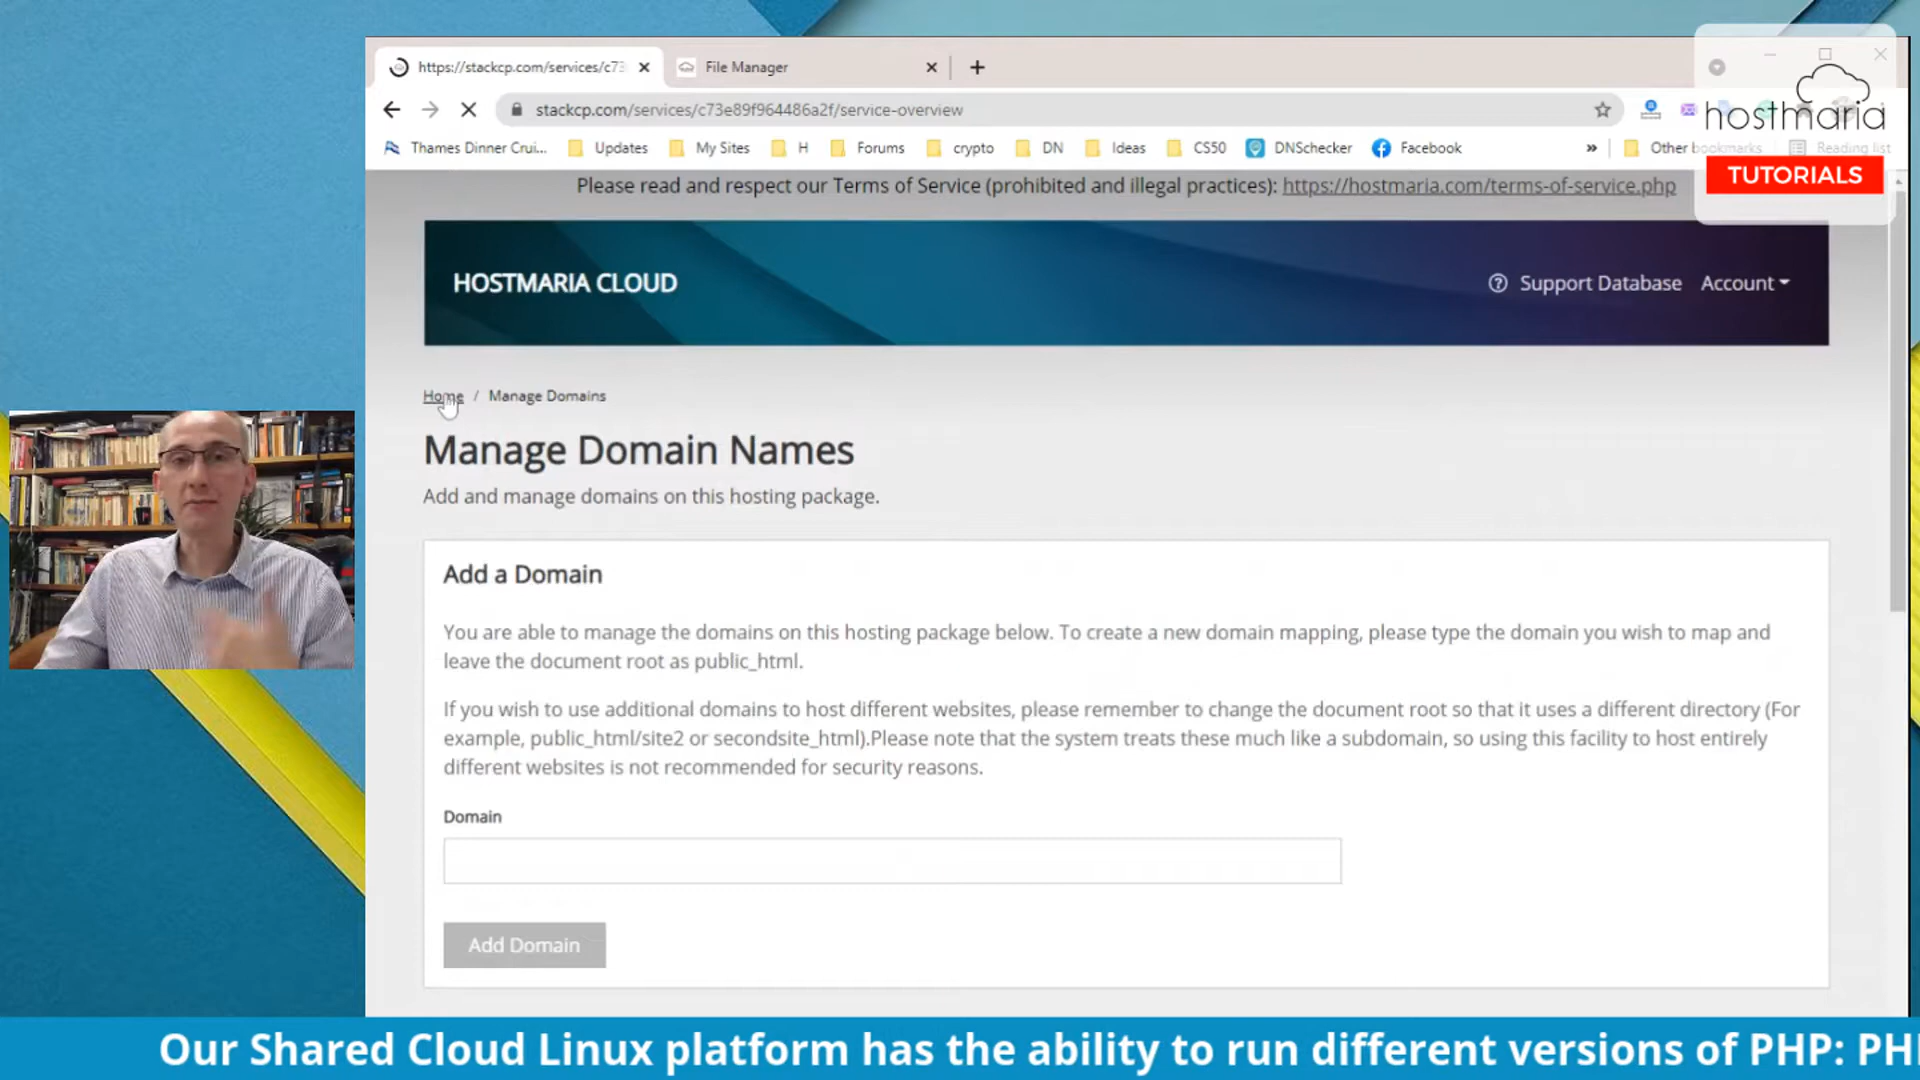 https://stackcp.com/services/c73
File Manager
stackcp.com/services/c73e89f964486a2f/service-overview
Thames Dinner Crui...
Updates
My Sites
H
Forums
crypto
DN
Ideas
CS50
DNSchecker
Facebook
»
Other bookmarks
Reading list
hostmaria
TUTORIALS
Please read and respect our Terms of Service (prohibited and illegal practices): https://hostmaria.com/terms-of-service.php
HOSTMARIA CLOUD
Support Database
Account
Home / Manage Domains
Manage Domain Names
Add and manage domains on this hosting package.
Add a Domain
You are able to manage the domains on this hosting package below. To create a new domain mapping, please type the domain you wish to map and
leave the document root as public_html.
If you wish to use additional domains to host different websites, please remember to change the document root so that it uses a different directory (For
example, public_html/site2 or secondsite_html).Please note that the system treats these much like a subdomain, so using this facility to host entirely
different websites is not recommended for security reasons.
Domain
Add Domain
Our Shared Cloud Linux platform has the ability to run different versions of PHP: PH